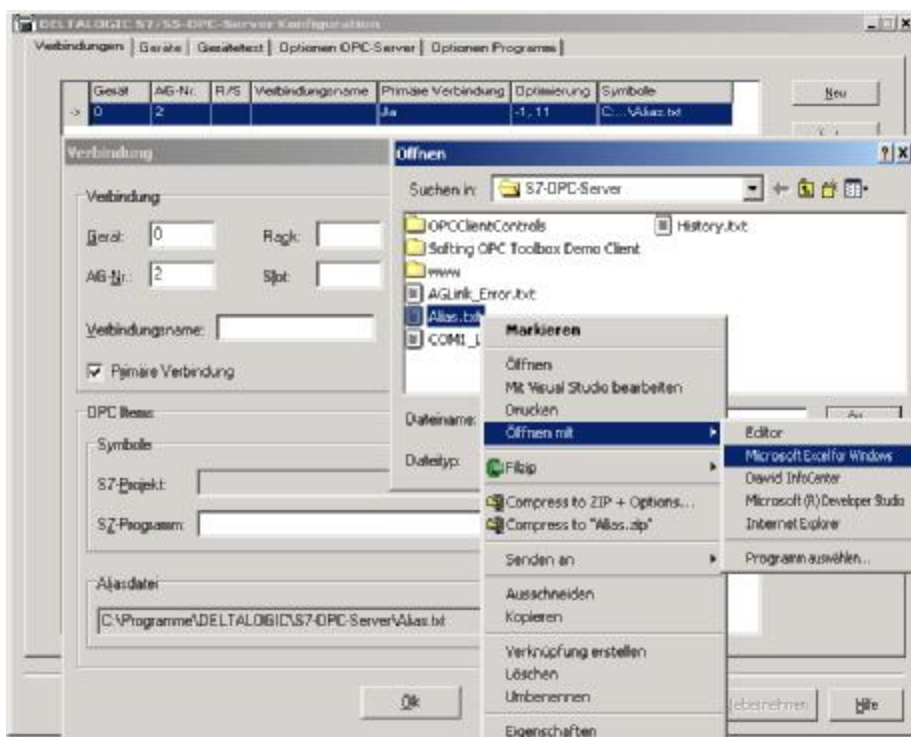 DELTALOGIC S7/S5-OPC-Server Konfiguration
Verbindungen Geräte Gerätetest Optionen OPC-Server Optionen Programm
Gerät AG-Nr. R/S Verbindungsname Primäre Verbindung Optimierung Symbole
-> 0 2 Ja -1, 11 C:...\Alias.txt
Neu
Verbindung
Verbindung
Gerät: 0 Rack:
AG-Nr.: 2 Slot:
Verbindungsname:
Primäre Verbindung
OPC Items
Symbole
S7-Projekt:
S7-Programm:
Aliasdatei
C:\Programme\DELTALOGIC\S7-OPC-Server\Alias.txt
Ok
Hilfe
Öffnen
Suchen in: S7-OPC-Server
OPCClientControls
History.txt
Softing OPC Toolbox Demo Client
www
AGLink_Error.txt
Alias.txt
COM1_L
Dateiname:
Dateityp:
Markieren
Öffnen
Mit Visual Studio bearbeiten
Drucken
Öffnen mit
Filzip
Compress to ZIP + Options...
Compress to "Alias.zip"
Senden an
Ausschneiden
Kopieren
Verknüpfung erstellen
Löschen
Umbenennen
Eigenschaften
Editor
Microsoft Excel for Windows
InfoCenter
Microsoft (R) Developer Studio
Internet Explorer
Programm auswählen...